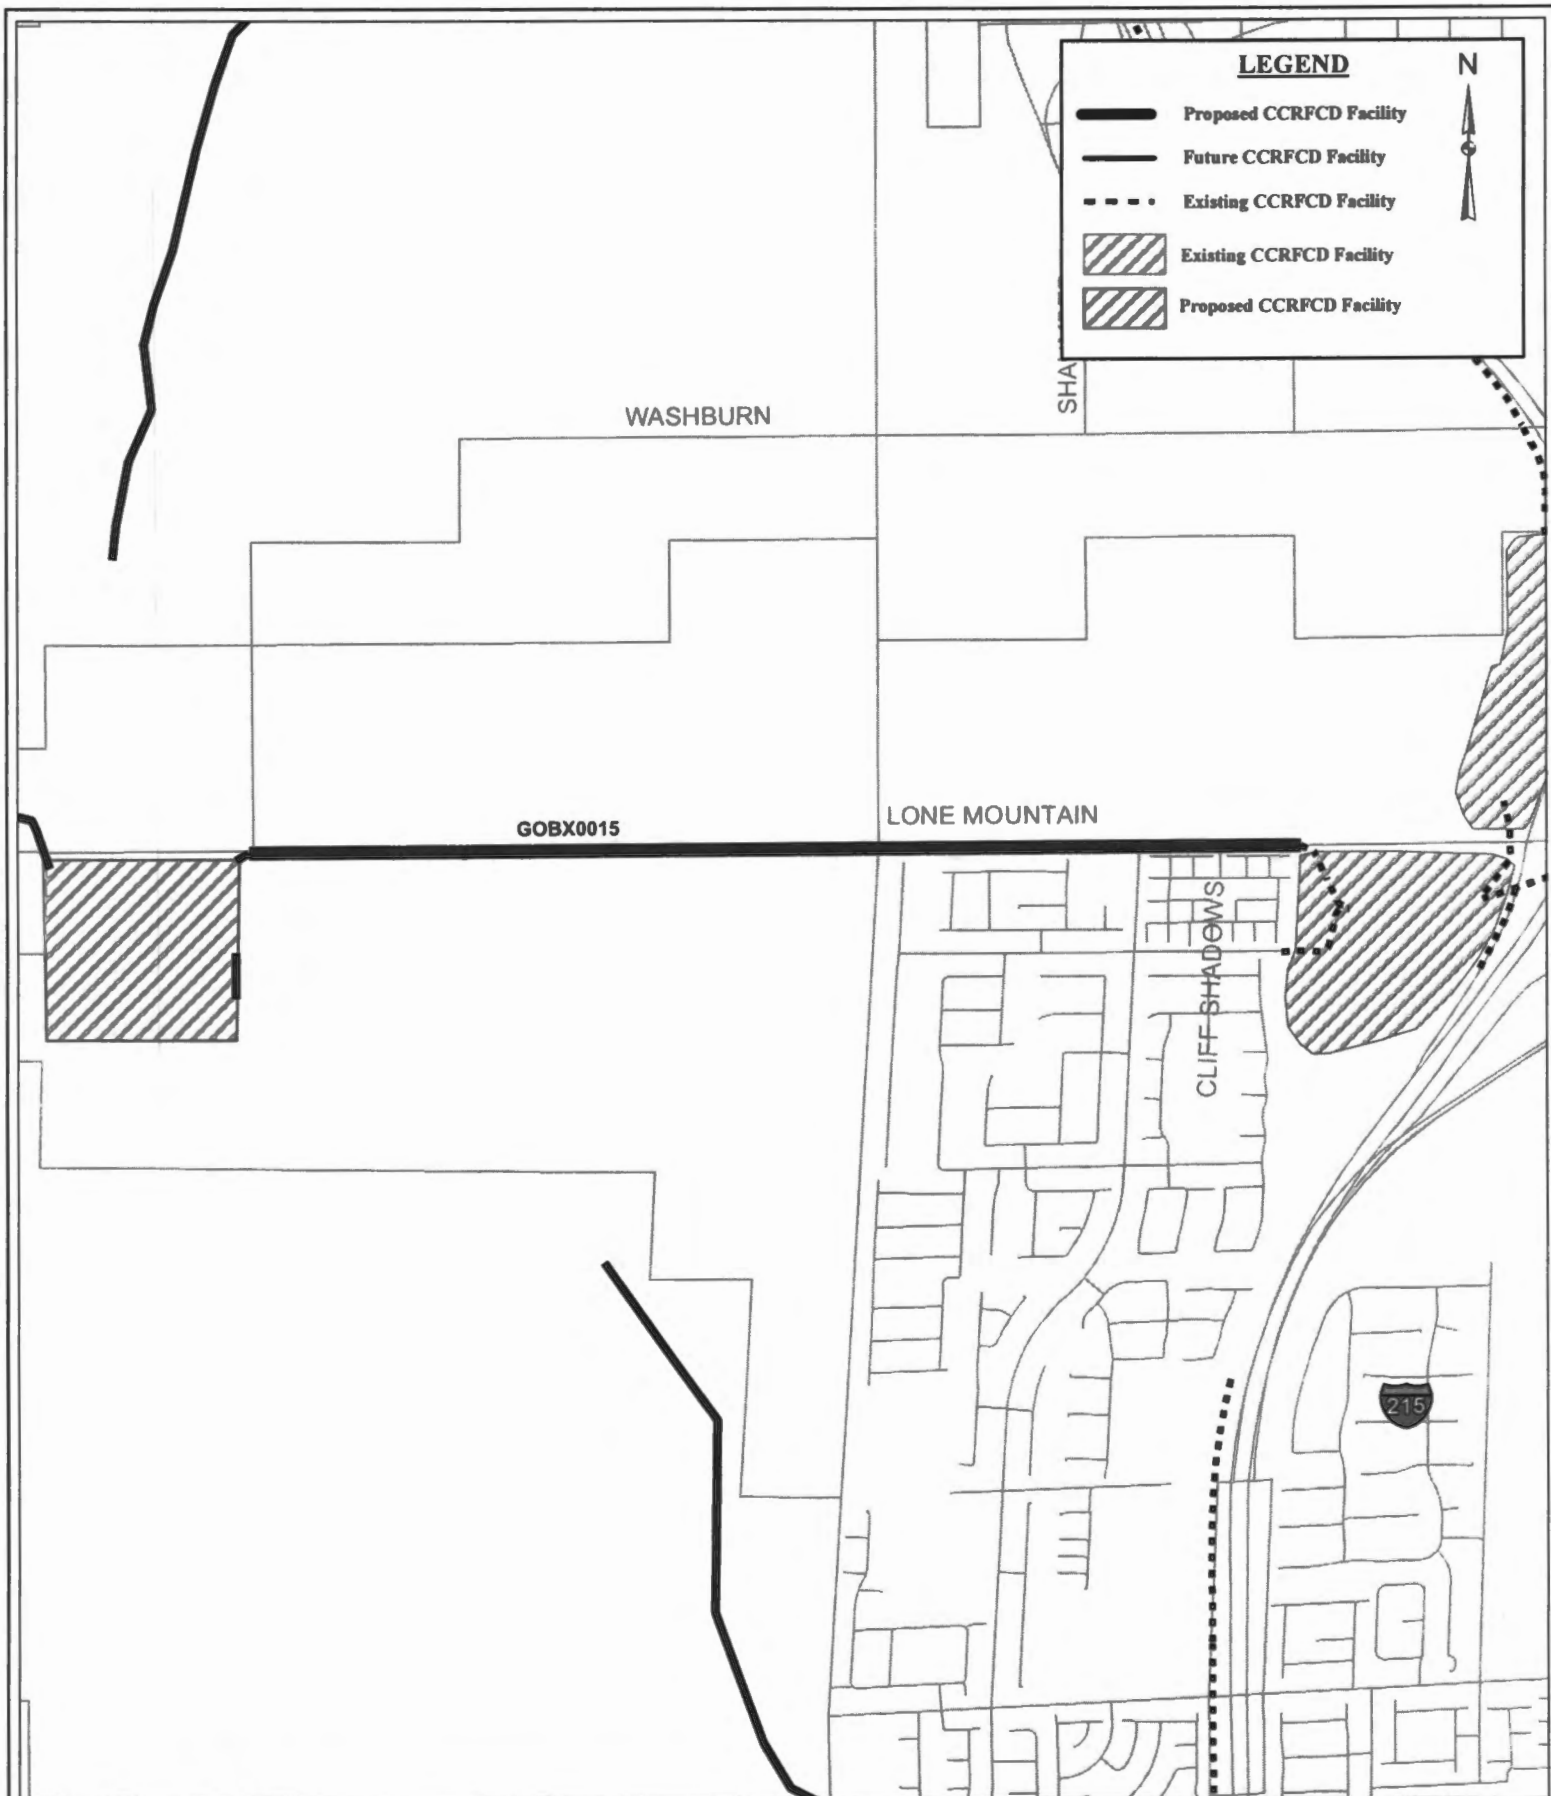 LEGEND
N
Proposed CCRFCD Facility
Future CCRFCD Facility
Existing CCRFCD Facility
Existing CCRFCD Facility
Proposed CCRFCD Facility
SHA
WASHBURN
LONE MOUNTAIN
GOBX0015
CLIFF SHADOWS
215